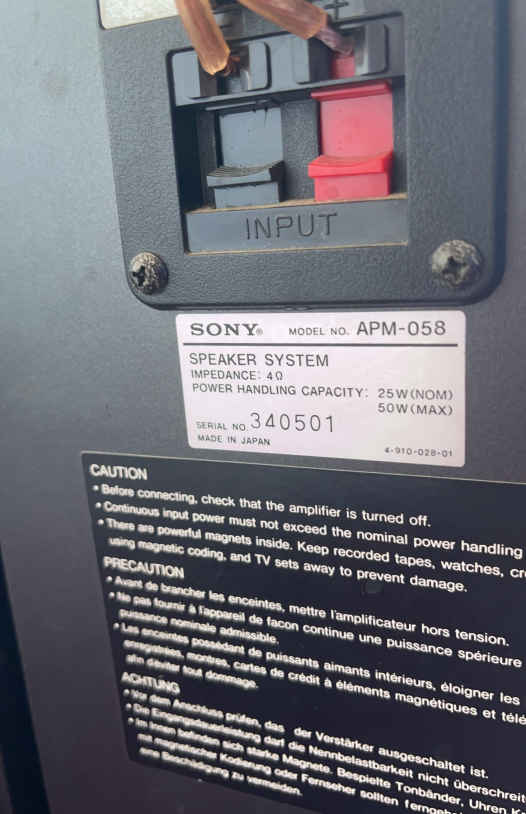 +
INPUT
SONY® MODEL NO. APM-058
SPEAKER SYSTEM
IMPEDANCE: 4Ω
POWER HANDLING CAPACITY: 25W(NOM)
50W(MAX)
SERIAL NO. 340501
MADE IN JAPAN 4-910-028-01
CAUTION
• Before connecting, check that the amplifier is turned off.
• Continuous input power must not exceed the nominal power handling
• There are powerful magnets inside. Keep recorded tapes, watches, cre
using magnetic coding, and TV sets away to prevent damage.
PRECAUTION
• Avant de brancher les enceintes, mettre l'amplificateur hors tension.
• Ne pas fournir à l'appareil de facon continue une puissance spérieure
puissance nominale admissible.
• Les enceintes possédant de puissants aimants intérieurs, éloigner les
enregistrées, montres, cartes de crédit à éléments magnétiques et télé
afin d'éviter tout dommage.
ACHTUNG
• Vor dem Anschluss prüfen, das der Verstärker ausgeschaltet ist.
• Die Eingangsdauerleistung darf die Nennbelastbarkeit nicht überschreit
• Im Innern befinden sich starke Magnete. Bespielte Tonbänder, Uhren K
mit magnetischer Kodierung oder Fernseher sollten ferngeh
eine Beschädigung zu vermeiden.